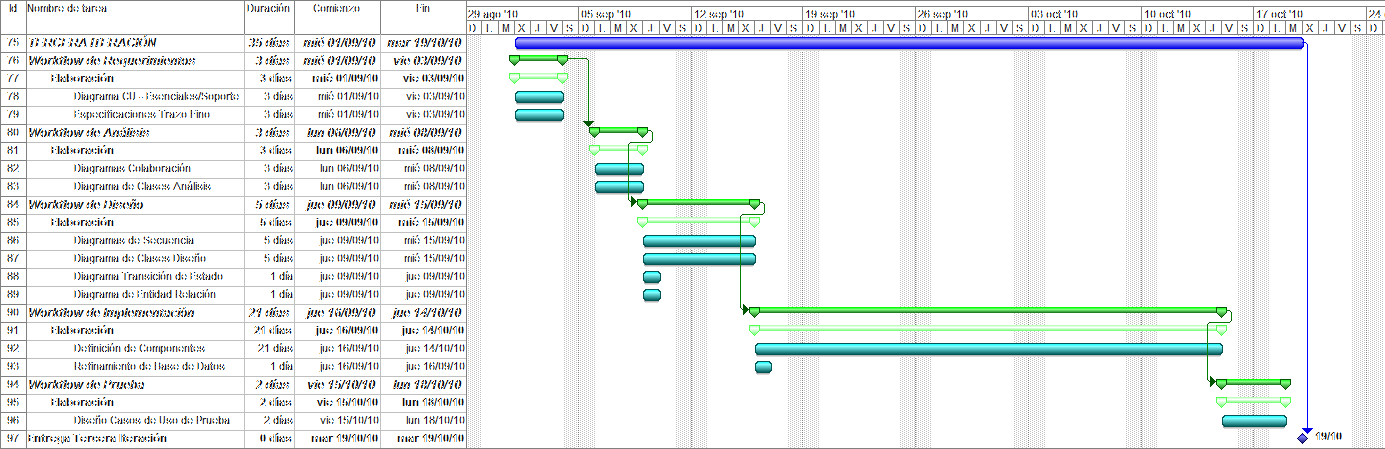 Id Nombre de tarea Duración Comienzo Fin 29 ago '10 05 sep '10 12 sep '10 19 sep '10 26 sep '10 03 oct '10 10 oct '10 17 oct '10 24
D L M X J V S D L M X J V S D L M X J V S D L M X J V S D L M X J V S D L M X J V S D L M X J V S D L M X J V S D
75 TERCERA ITERACIÓN 35 días mié 01/09/10 mar 19/10/10
76 Workflow de Requerimientos 3 días mié 01/09/10 vie 03/09/10
77 Elaboración 3 días mié 01/09/10 vie 03/09/10
78 Diagrama CU - Esenciales/Soporte 3 días mié 01/09/10 vie 03/09/10
79 Especificaciones Trazo Fino 3 días mié 01/09/10 vie 03/09/10
80 Workflow de Análisis 3 días lun 06/09/10 mié 08/09/10
81 Elaboración 3 días lun 06/09/10 mié 08/09/10
82 Diagramas Colaboración 3 días lun 06/09/10 mié 08/09/10
83 Diagrama de Clases Análisis 3 días lun 06/09/10 mié 08/09/10
84 Workflow de Diseño 5 días jue 09/09/10 mié 15/09/10
85 Elaboración 5 días jue 09/09/10 mié 15/09/10
86 Diagramas de Secuencia 5 días jue 09/09/10 mié 15/09/10
87 Diagrama de Clases Diseño 5 días jue 09/09/10 mié 15/09/10
88 Diagrama Transición de Estado 1 día jue 09/09/10 jue 09/09/10
89 Diagrama de Entidad Relación 1 día jue 09/09/10 jue 09/09/10
90 Workflow de Implementación 21 días jue 16/09/10 jue 14/10/10
91 Elaboración 21 días jue 16/09/10 jue 14/10/10
92 Definición de Componentes 21 días jue 16/09/10 jue 14/10/10
93 Refinamiento de Base de Datos 1 día jue 16/09/10 jue 16/09/10
94 Workflow de Prueba 2 días vie 15/10/10 lun 18/10/10
95 Elaboración 2 días vie 15/10/10 lun 18/10/10
96 Diseño Casos de Uso de Prueba 2 días vie 15/10/10 lun 18/10/10
97 Entrega Tercera Iteración 0 días mar 19/10/10 mar 19/10/10 19/10